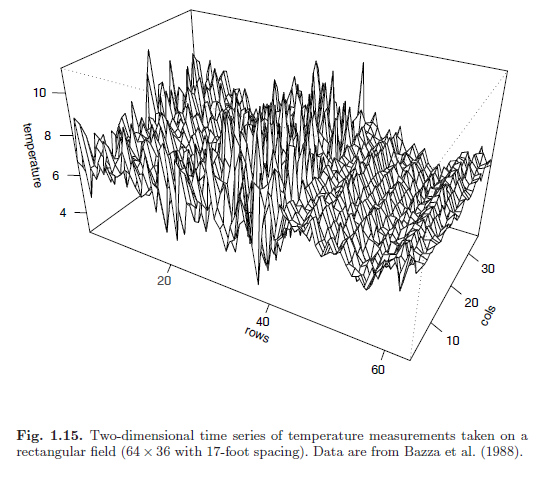 10
8
6
4
temperature
20
40
60
rows
10
20
30
cols
Fig. 1.15. Two-dimensional time series of temperature measurements taken on a
rectangular field (64 × 36 with 17-foot spacing). Data are from Bazza et al. (1988).